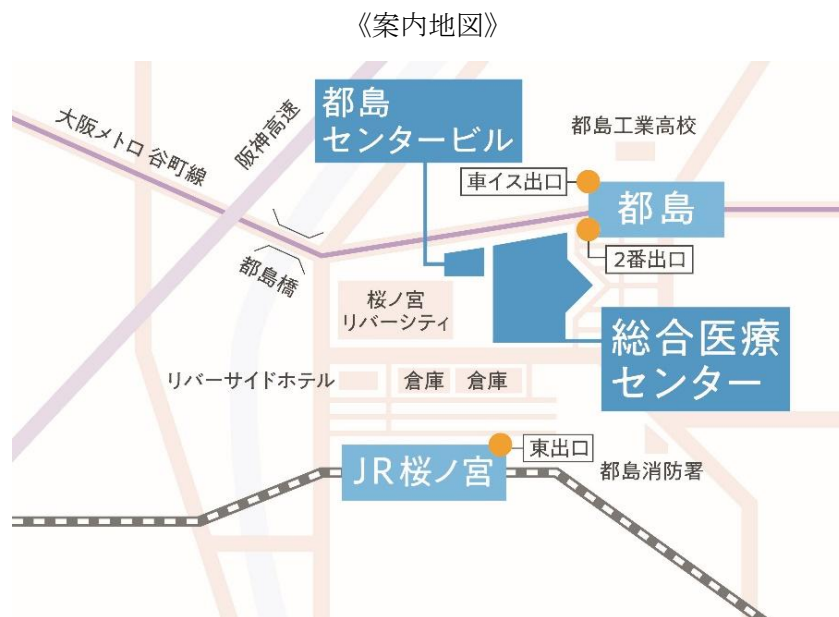 《案内地図》
都島
センタービル
都島工業高校
大阪メトロ 谷町線
阪神高速
車イス出口
都島
2番出口
都島橋
桜ノ宮
リバーシティ
総合医療
センター
リバーサイドホテル
倉庫
倉庫
東出口
JR桜ノ宮
都島消防署